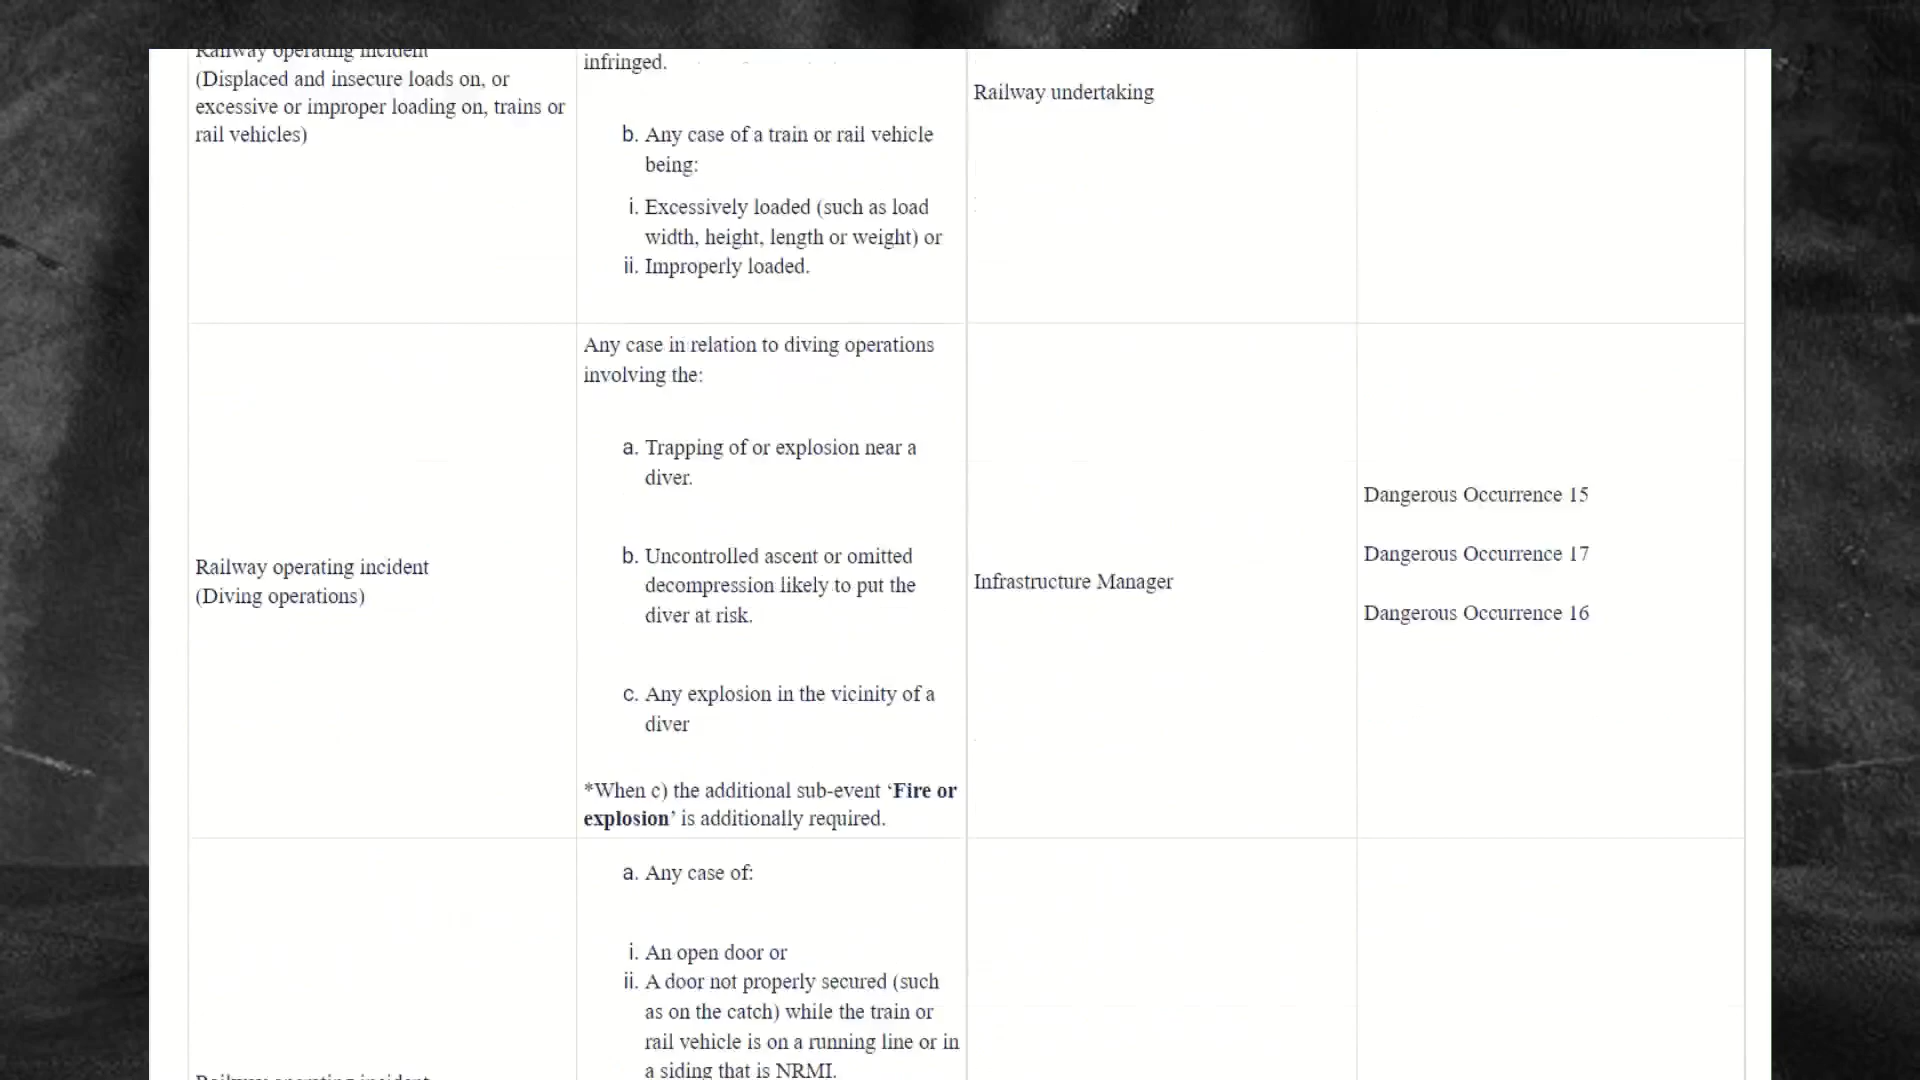 Railway operating incident
(Displaced and insecure loads on, or
excessive or improper loading on, trains or
rail vehicles)
infringed.
b. Any case of a train or rail vehicle
being:
i. Excessively loaded (such as load
width, height, length or weight) or
ii. Improperly loaded.
Railway undertaking
Railway operating incident
(Diving operations)
Any case in relation to diving operations
involving the:
a. Trapping of or explosion near a
diver.
b. Uncontrolled ascent or omitted
decompression likely to put the
diver at risk.
c. Any explosion in the vicinity of a
diver
*When c) the additional sub-event ‘Fire or
explosion’ is additionally required.
Infrastructure Manager
Dangerous Occurrence 15
Dangerous Occurrence 17
Dangerous Occurrence 16
a. Any case of:
i. An open door or
ii. A door not properly secured (such
as on the catch) while the train or
rail vehicle is on a running line or in
a siding that is NRMI.
Railway operating incident